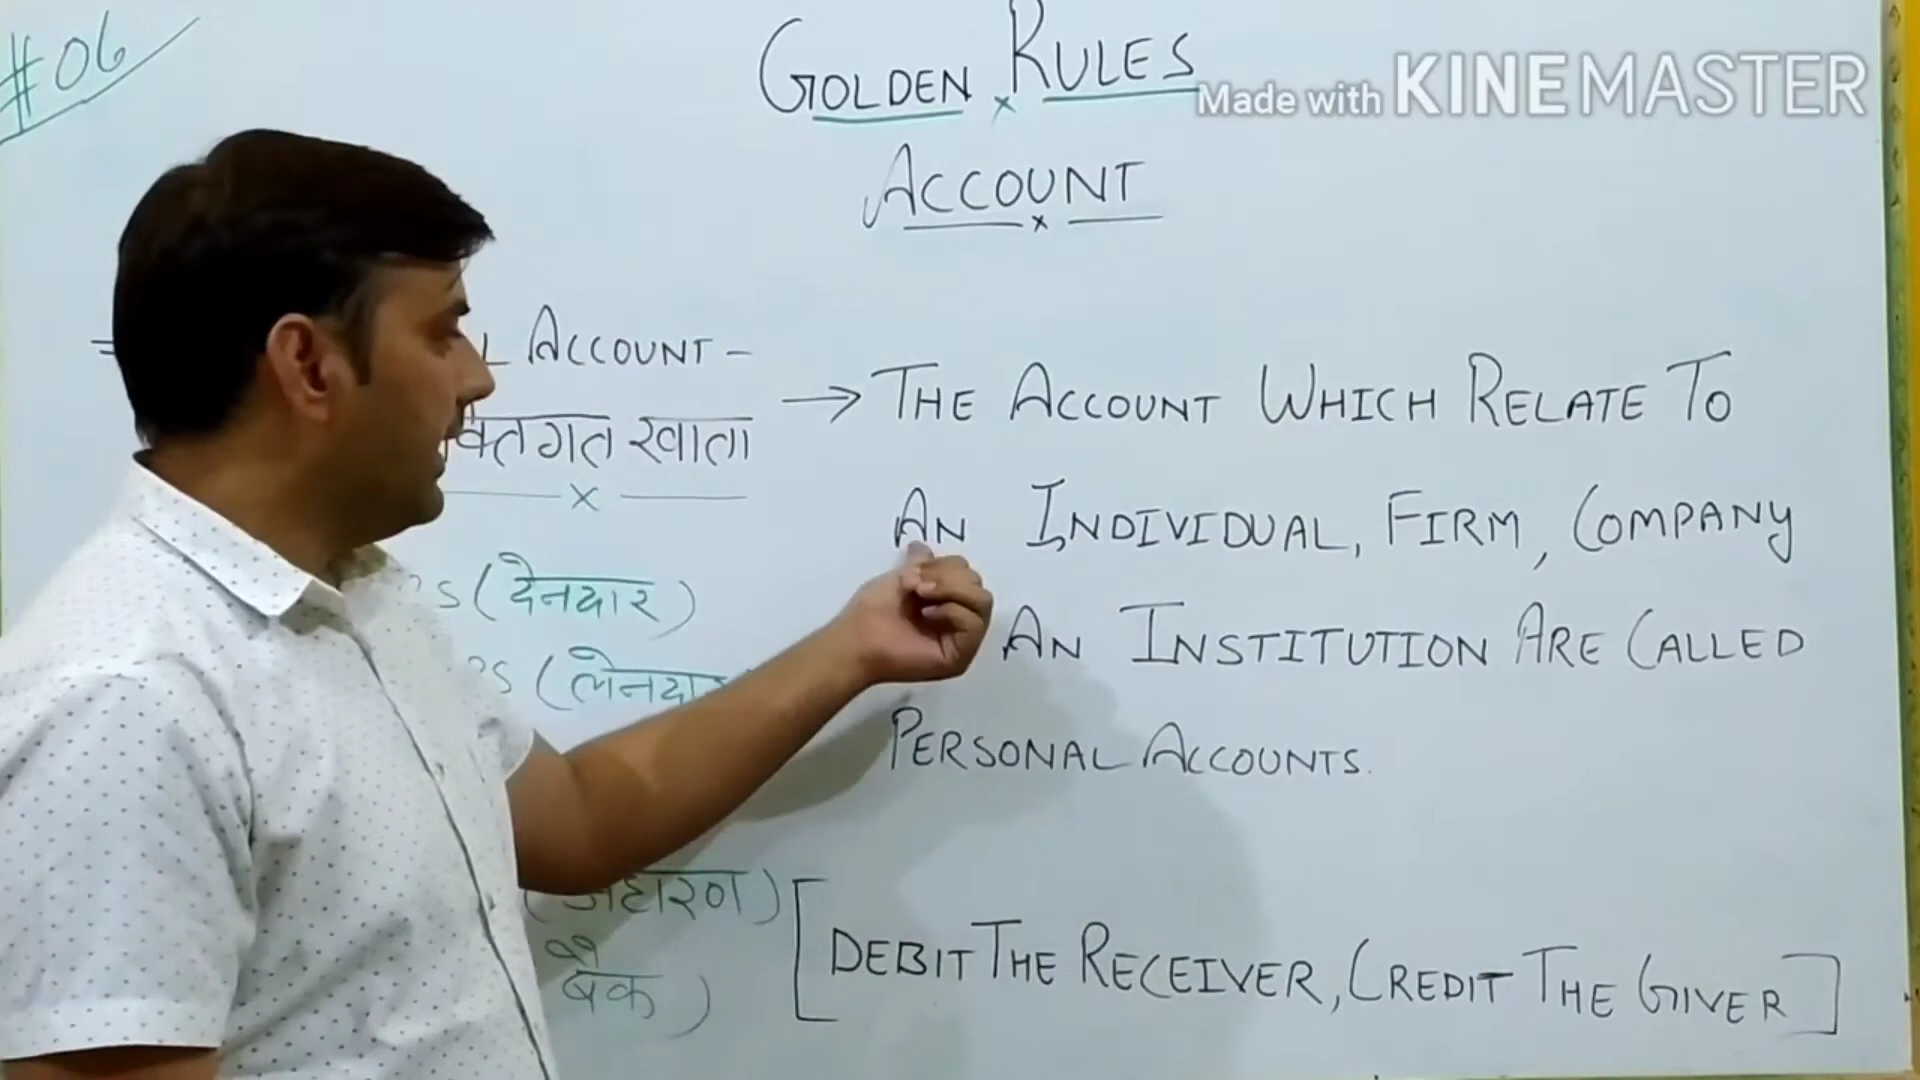 #06
GOLDEN RULES
Made with KINEMASTER
ACCOUNT
ACCOUNT -
खाता
→ THE ACCOUNT WHICH RELATE TO
AN INDIVIDUAL, FIRM, COMPANY
AN INSTITUTION ARE CALLED
PERSONAL ACCOUNTS.
(देनदार)
(लेनदार
[DEBIT THE RECEIVER, CREDIT THE GIVER]
बैंक)